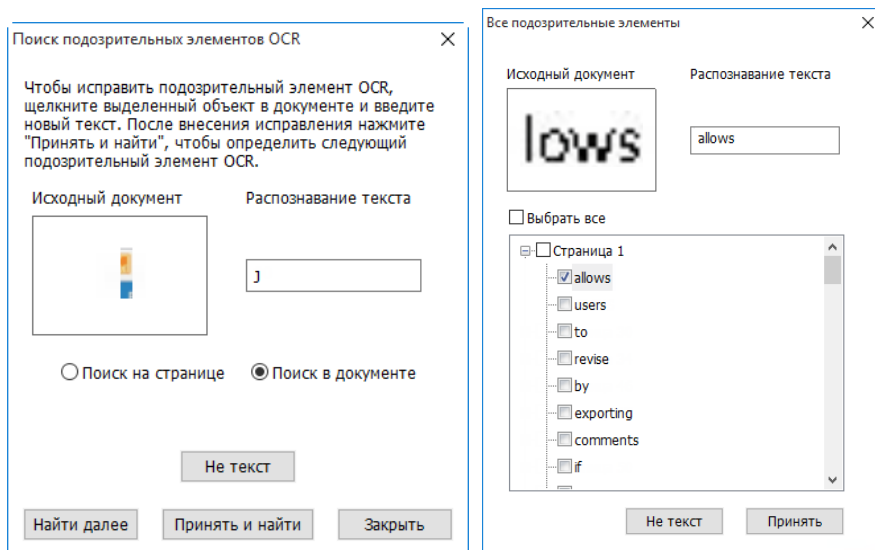 Поиск подозрительных элементов OCR
Чтобы исправить подозрительный элемент OCR,
щелкните выделенный объект в документе и введите
новый текст. После внесения исправления нажмите
"Принять и найти", чтобы определить следующий
подозрительный элемент OCR.
Исходный документ Распознавание текста
J
Поиск на странице Поиск в документе
Не текст
Найти далее Принять и найти Закрыть
Все подозрительные элементы
Исходный документ Распознавание текста
lows allows
Выбрать все
Страница 1
allows
users
to
revise
by
exporting
comments
if
Не текст Принять